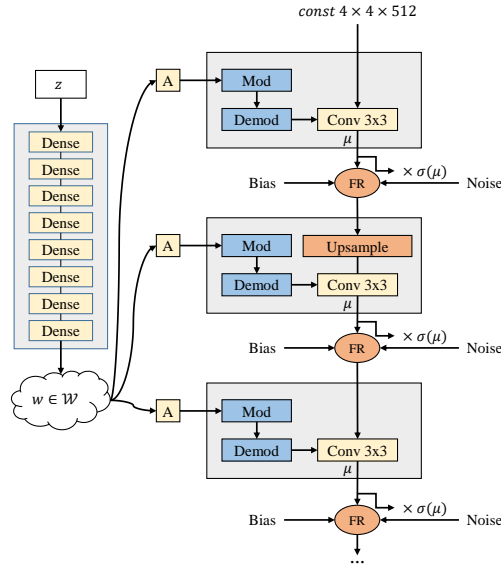 const 4 × 4 × 512
z
Dense
Dense
Dense
Dense
Dense
Dense
Dense
Dense
w ∈ 𝒲
A
Mod
Demod
Conv 3x3
μ
× σ(μ)
Bias
FR
Noise
A
Mod
Upsample
Demod
Conv 3x3
μ
× σ(μ)
Bias
FR
Noise
A
Mod
Demod
Conv 3x3
μ
× σ(μ)
Bias
FR
Noise
...